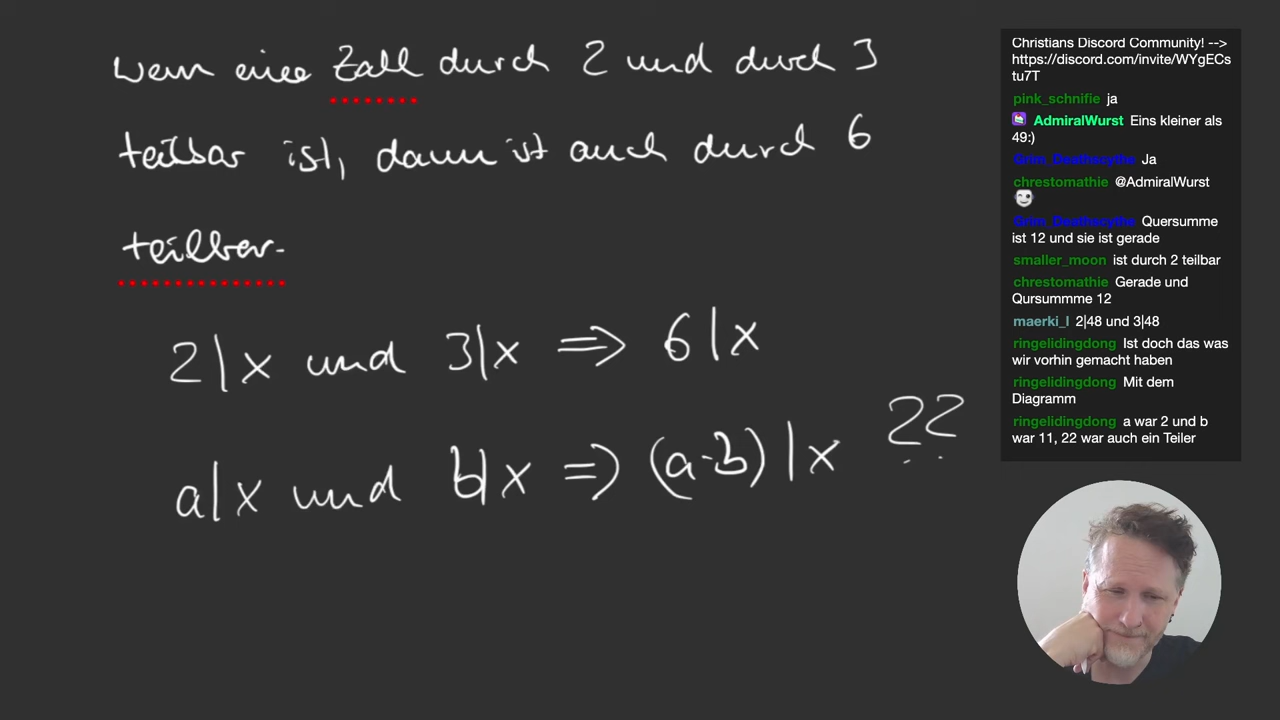 Wenn eine Zahl durch 2 und durch 3
teilbar ist, dann ist auch durch 6
teilbar.
2|x und 3|x ⇒ 6|x
a|x und b|x ⇒ (a·b)|x ??
Christians Discord Community! -->
https://discord.com/invite/WYgECs
tu7T
pink_schnifie ja
AdmiralWurst Eins kleiner als
49:)
Grim_Deathscythe Ja
chrestomathie @AdmiralWurst
Grim_Deathscythe Quersumme
ist 12 und sie ist gerade
smaller_moon ist durch 2 teilbar
chrestomathie Gerade und
Qursummme 12
maerki_l 2|48 und 3|48
ringelidingdong Ist doch das was
wir vorhin gemacht haben
ringelidingdong Mit dem
Diagramm
ringelidingdong a war 2 und b
war 11, 22 war auch ein Teiler